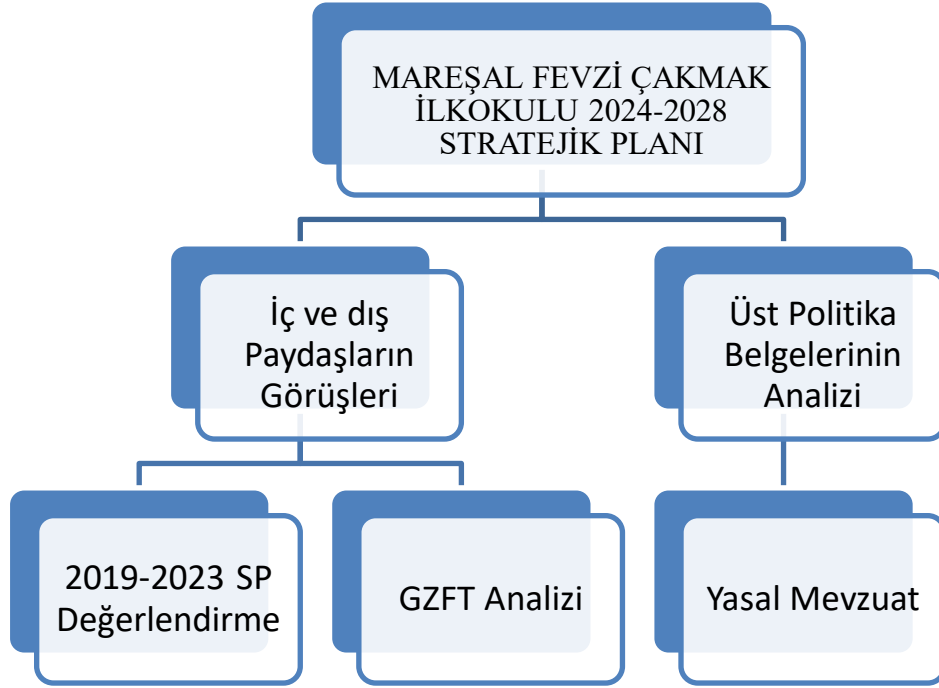 MAREŞAL FEVZİ ÇAKMAK
İLKOKULU 2024-2028
STRATEJİK PLANI
İç ve dış
Paydaşların
Görüşleri
Üst Politika
Belgelerinin
Analizi
2019-2023 SP
Değerlendirme
GZFT Analizi
Yasal Mevzuat